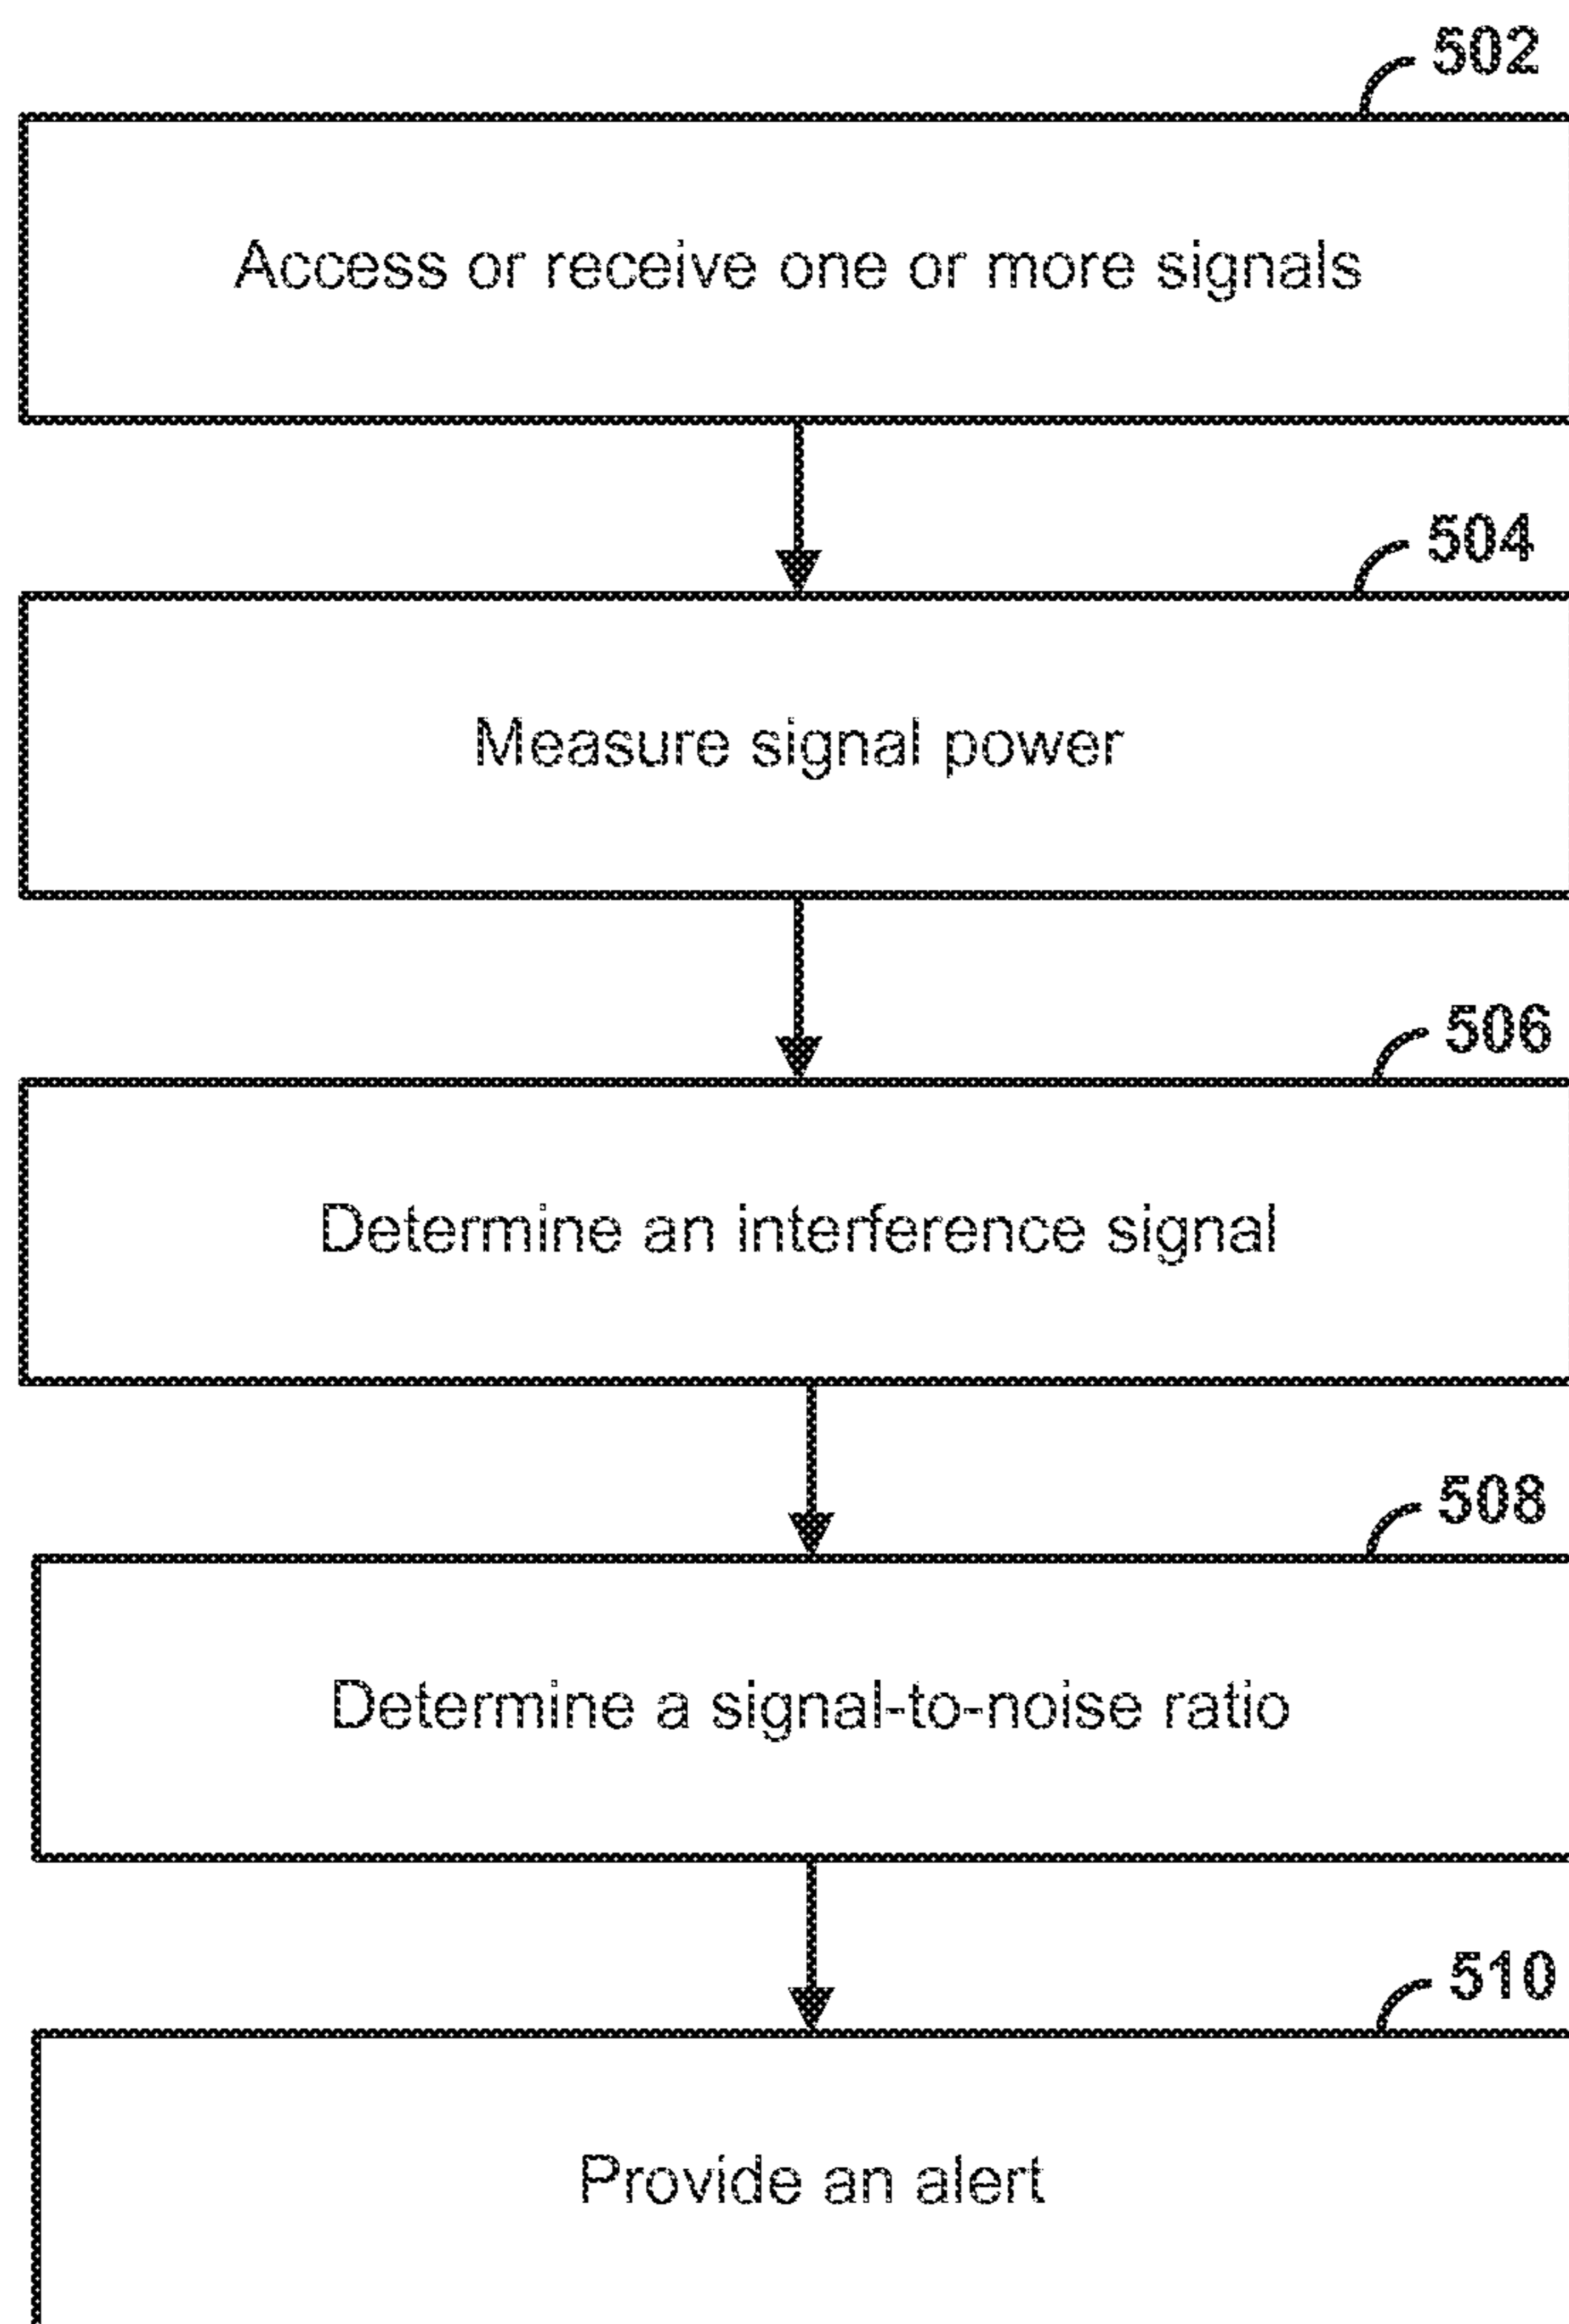 502
Access or receive one or more signals
504
Measure signal power
506
Determine an interference signal
508
Determine a signal-to-noise ratio
510
Provide an alert